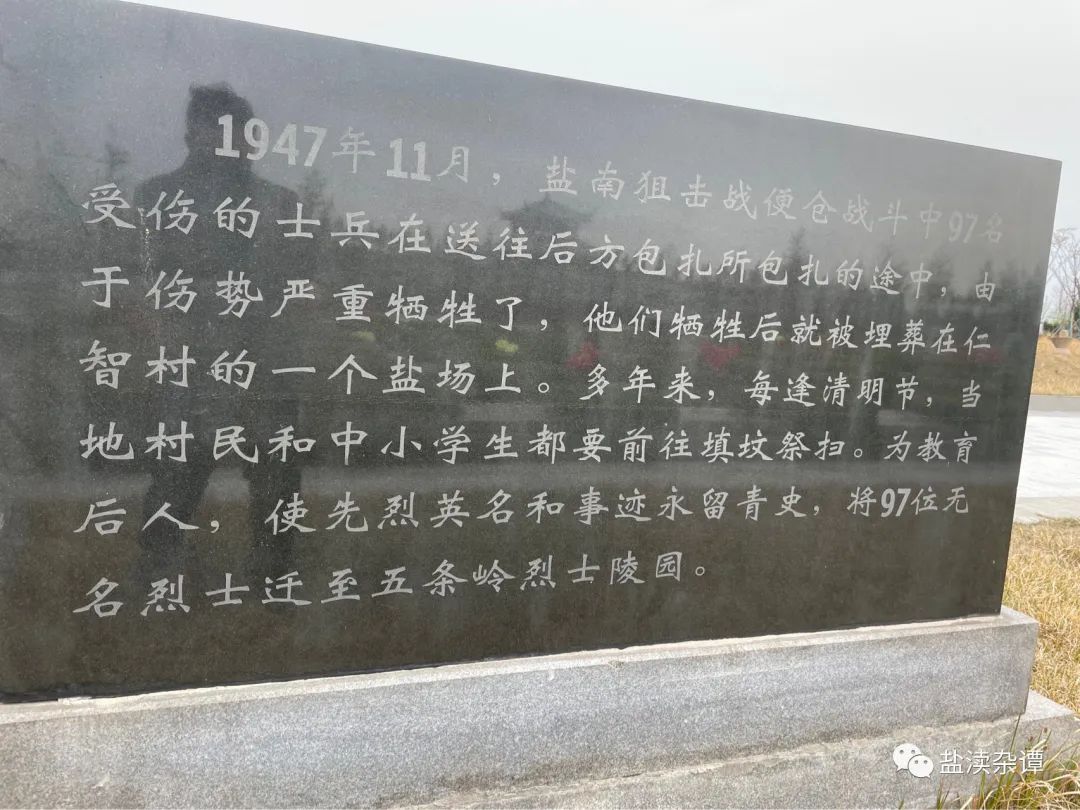 1947年11月，盐南狙击战便仓战斗中97名
受伤的士兵在送往后方包扎所包扎的途中，由
于伤势严重牺牲了，他们牺牲后就被埋葬在仁
智村的一个盐场上。多年来，每逢清明节，当
地村民和中小学生都要前往填坟祭扫。为教育
后人，使先烈英名和事迹永留青史，将97位无
名烈士迁至五条岭烈士陵园。
盐渎杂谭